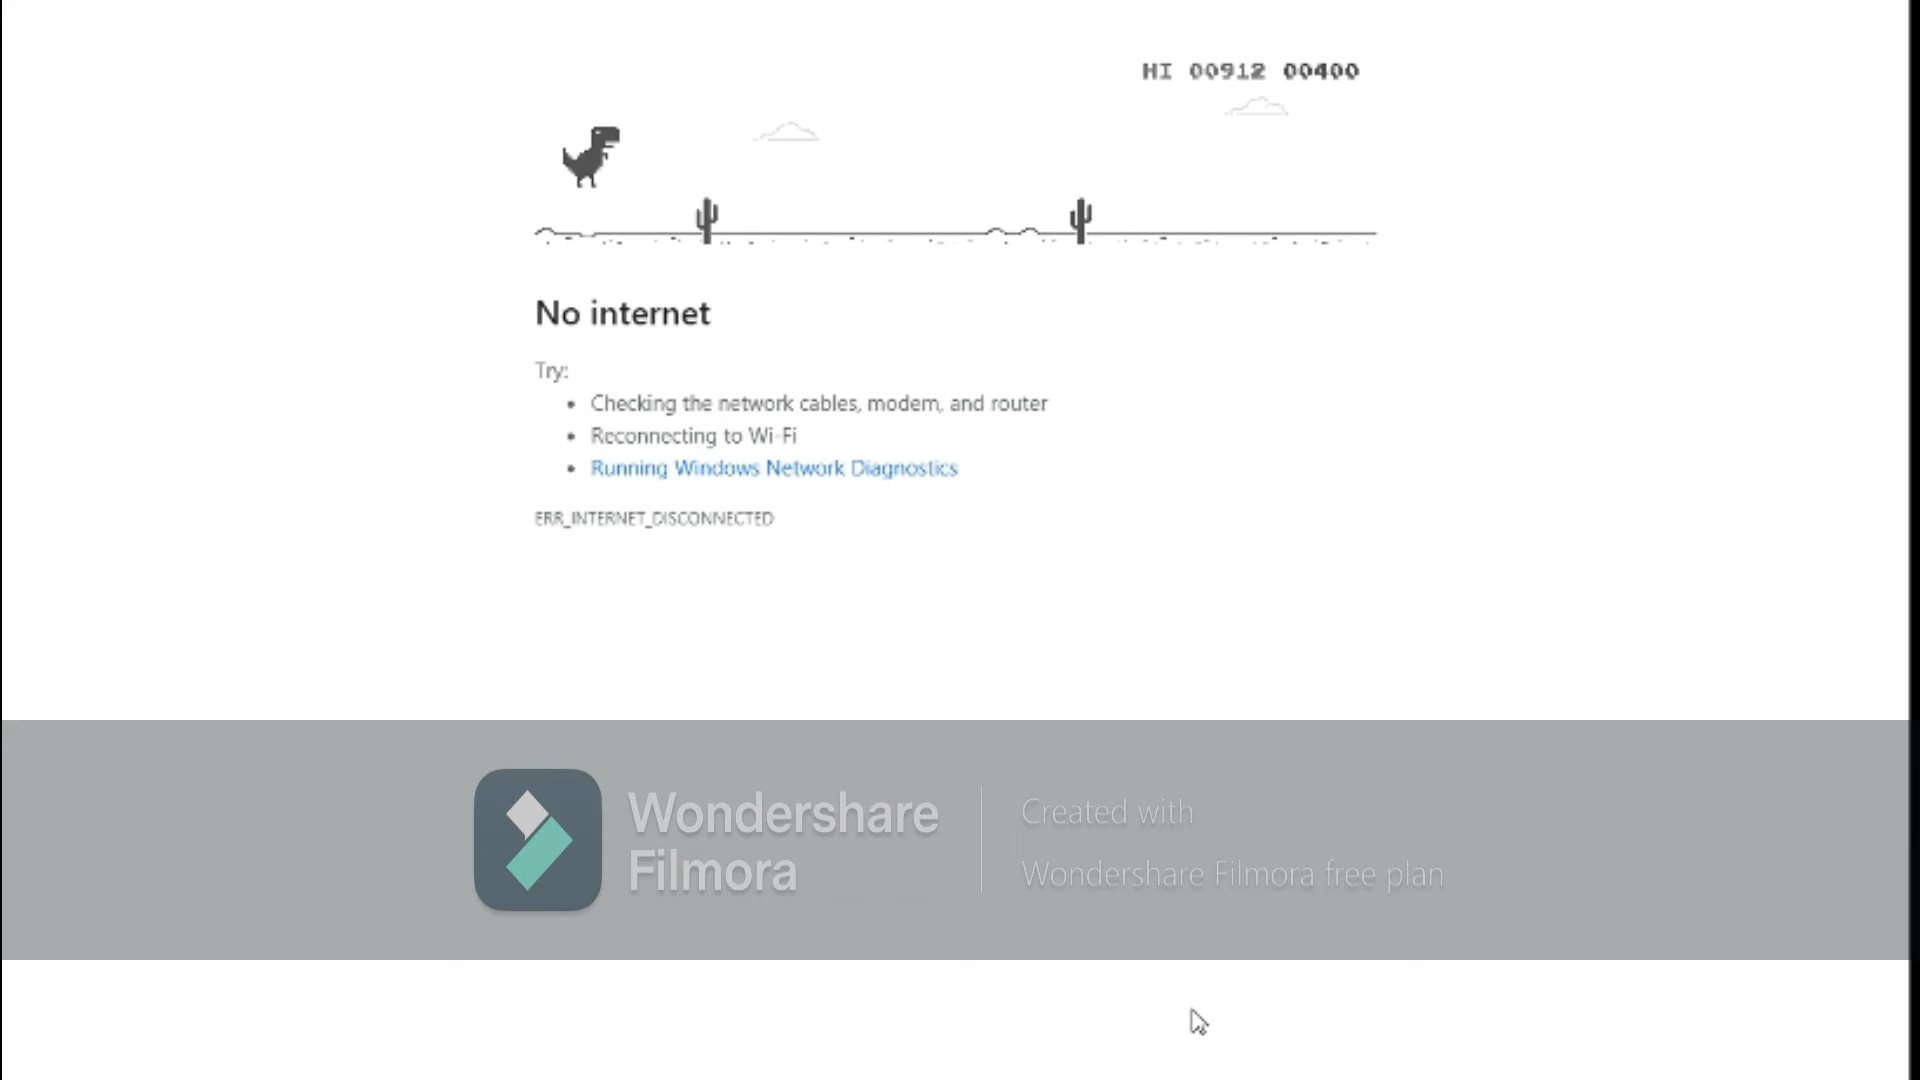 HI 00912 00400
No internet
Try:
• Checking the network cables, modem, and router
• Reconnecting to Wi-Fi
• Running Windows Network Diagnostics
ERR_INTERNET_DISCONNECTED
Wondershare
Filmora
Created with
Wondershare Filmora free plan